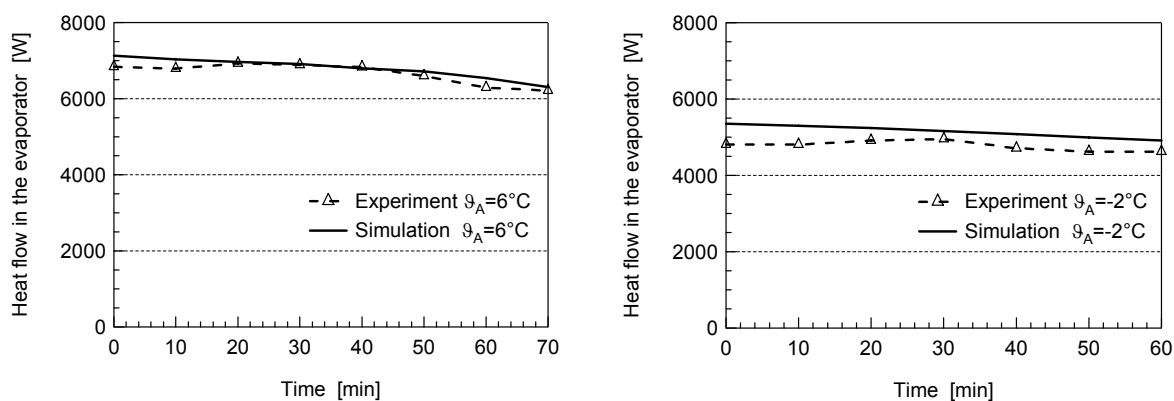 Heat flow in the evaporator [W]
8000
6000
4000
2000
0
Experiment ϑA=6°C
Simulation ϑA=6°C
0 10 20 30 40 50 60 70
Time [min]
Heat flow in the evaporator [W]
8000
6000
4000
2000
0
Experiment ϑA=-2°C
Simulation ϑA=-2°C
0 10 20 30 40 50 60
Time [min]